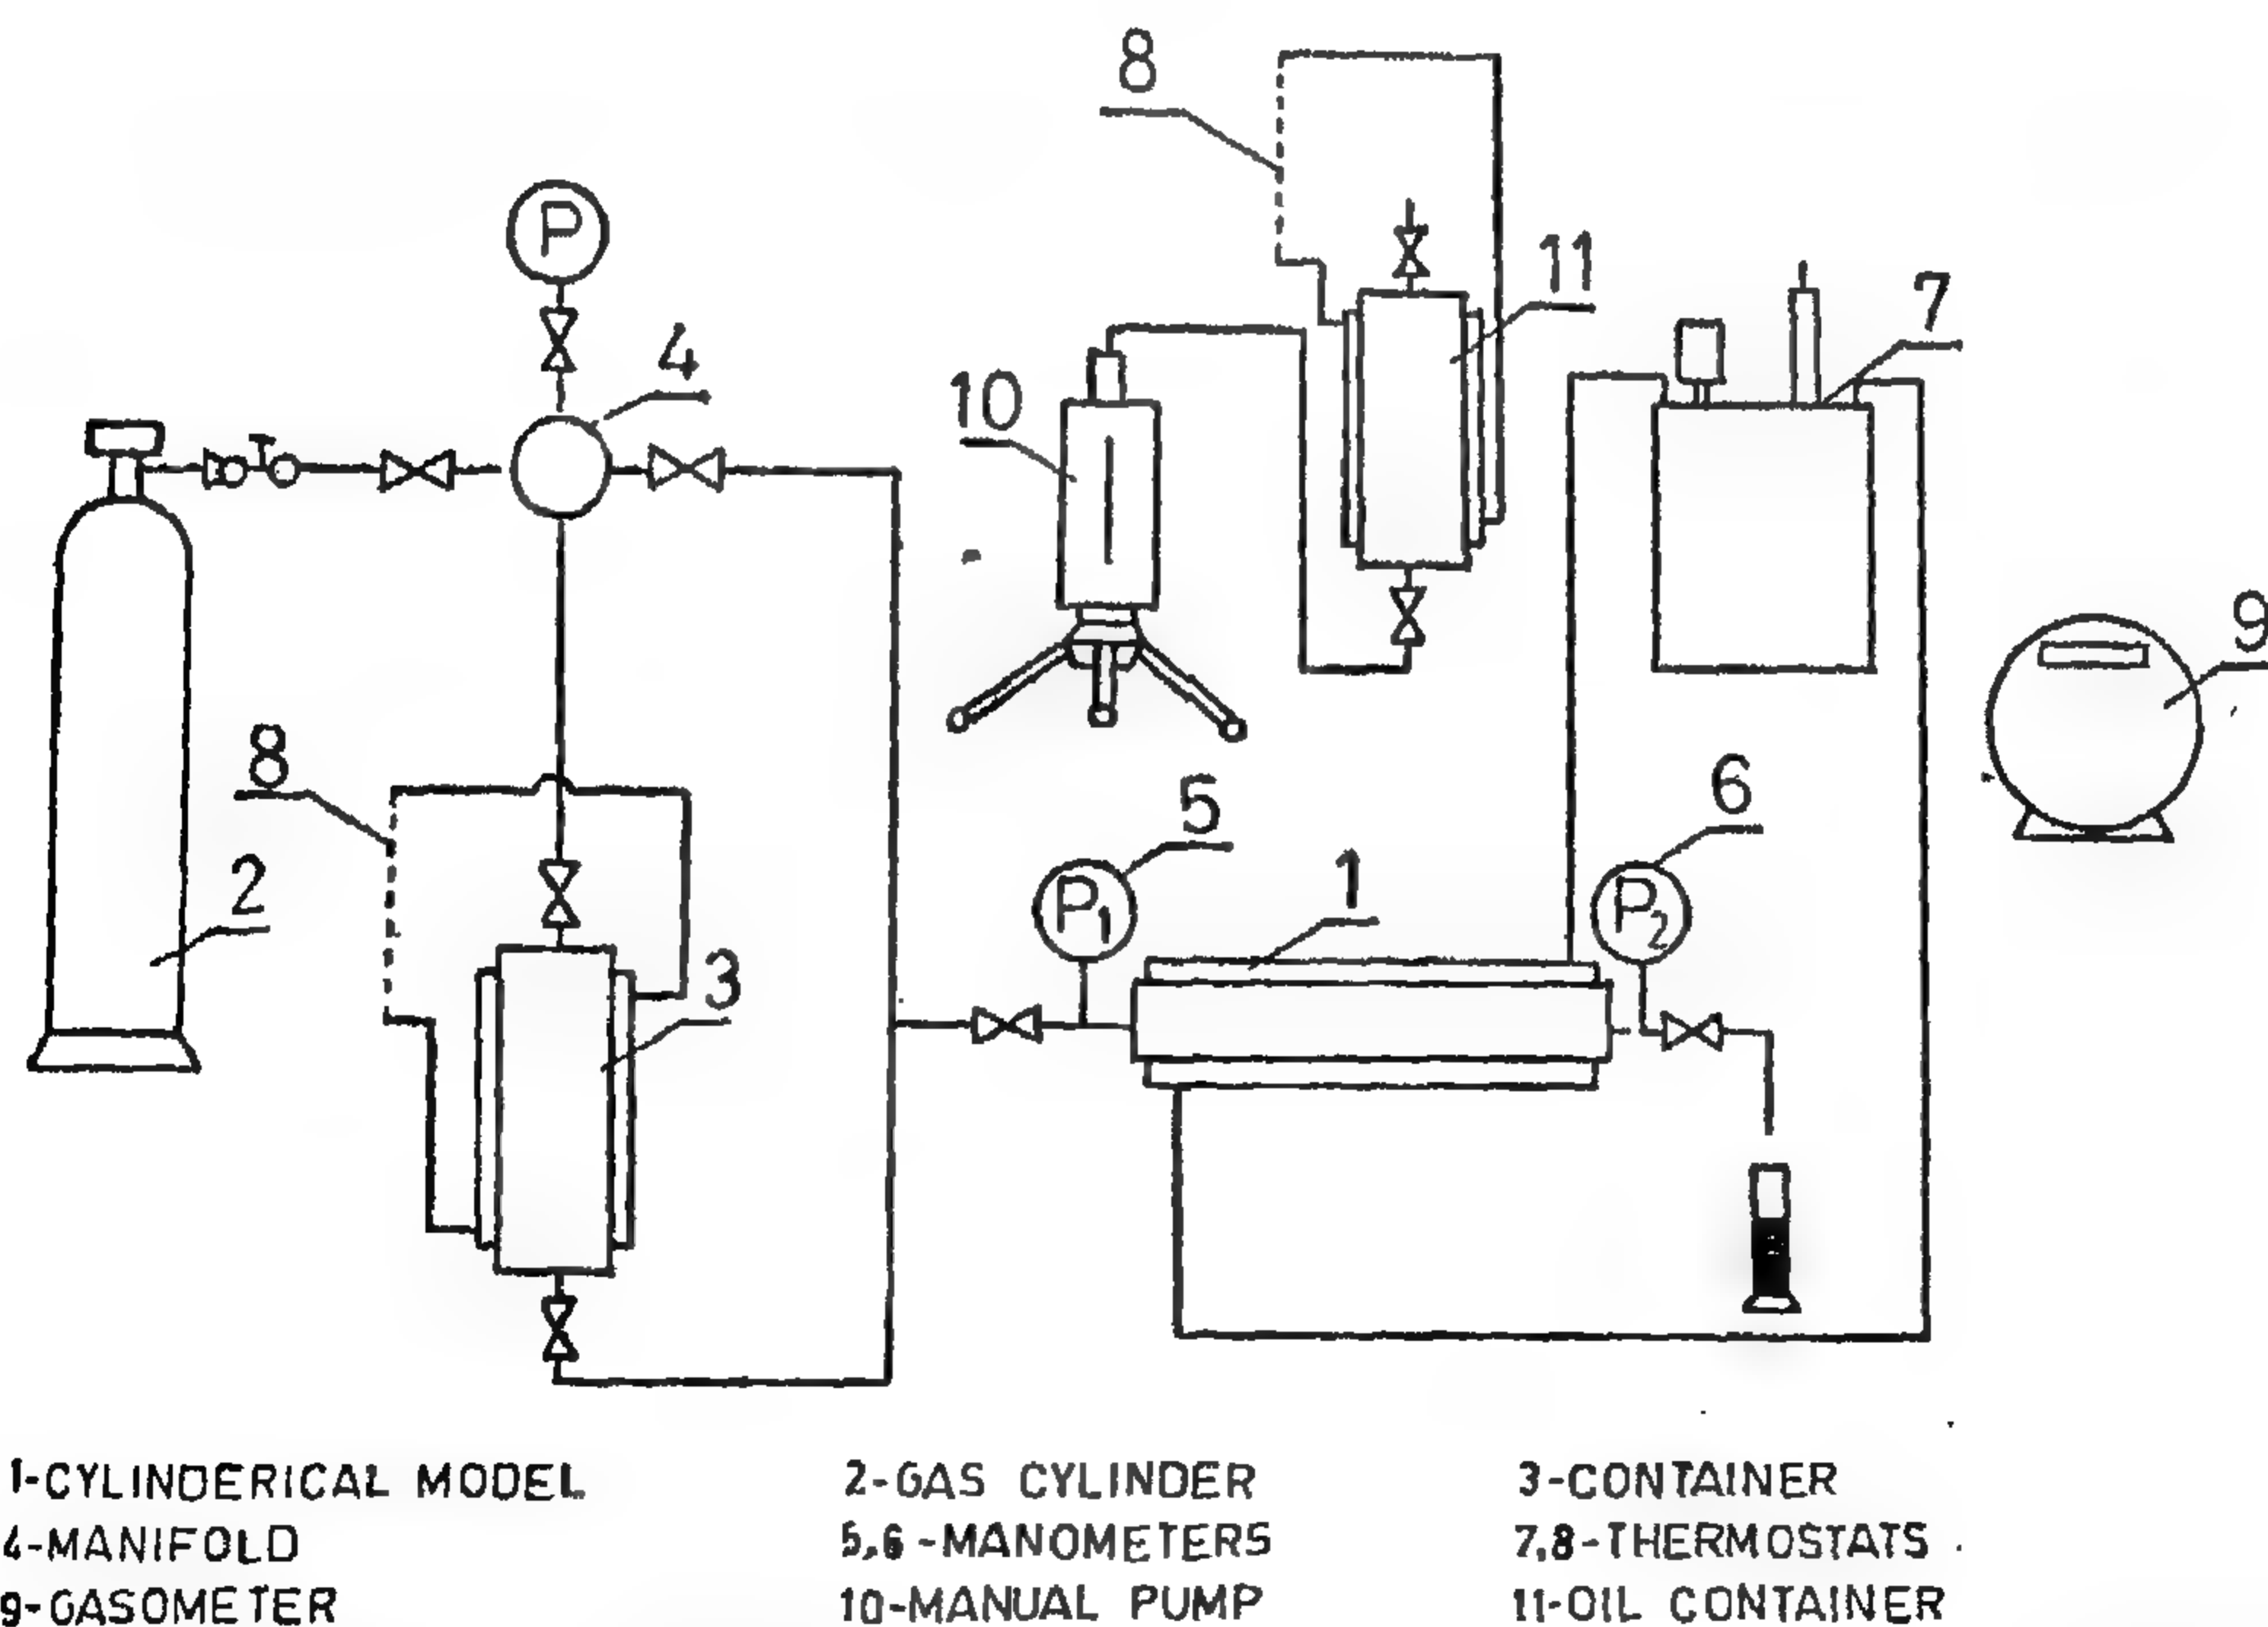 8
P
11
4
7
10
9
8
5
6
2
P1
1
P2
3
1-CYLINDERICAL MODEL 2-GAS CYLINDER 3-CONTAINER
4-MANIFOLD 5,6-MANOMETERS 7,8-THERMOSTATS .
9-GASOMETER 10-MANUAL PUMP 11-OIL CONTAINER